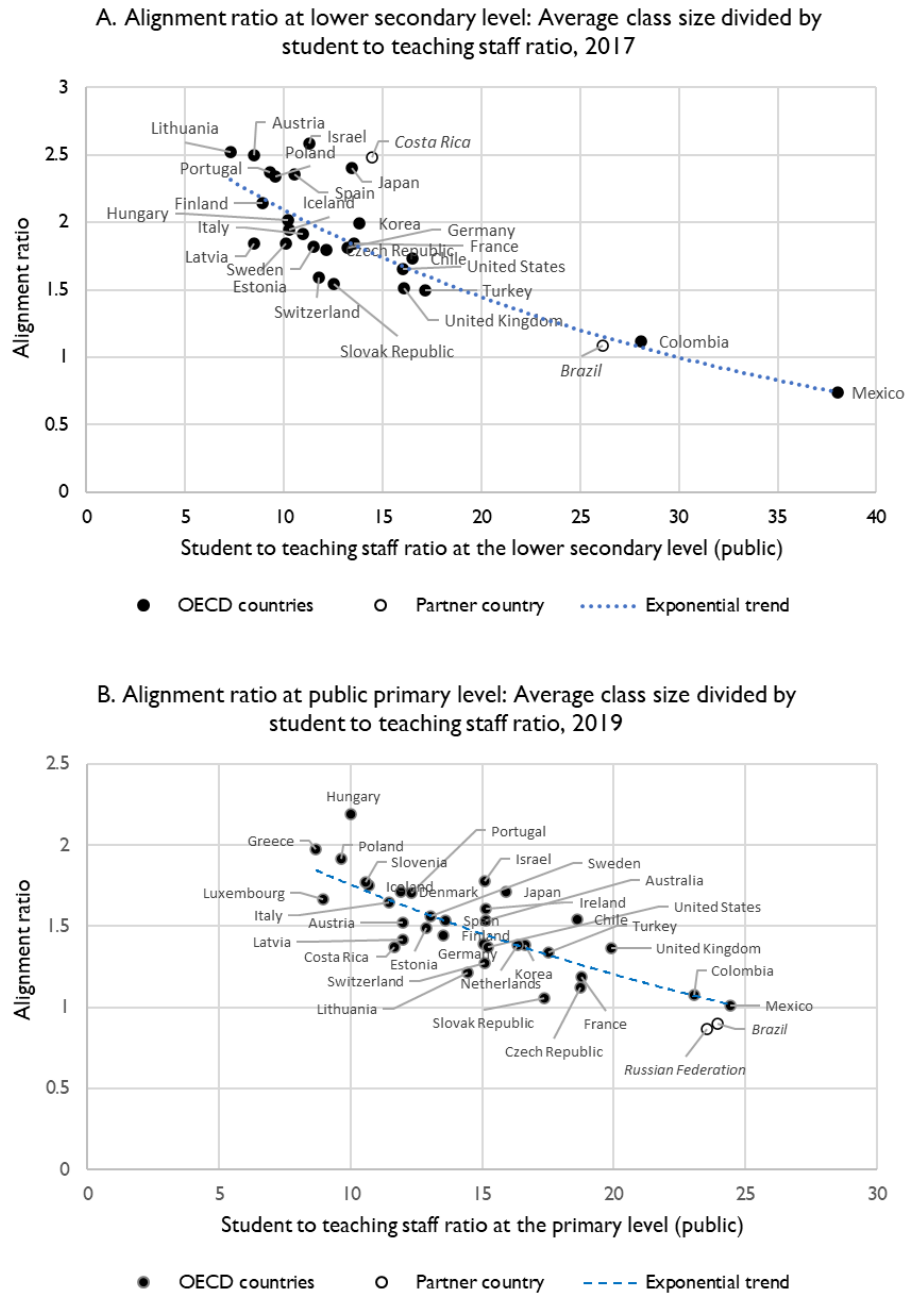 A. Alignment ratio at lower secondary level: Average class size divided by
student to teaching staff ratio, 2017
Alignment ratio
3
2.5
2
1.5
1
0.5
0
Lithuania
Austria
Israel
Costa Rica
Poland
Portugal
Japan
Spain
Finland
Iceland
Hungary
Korea
Italy
Germany
France
Czech Republic
Latvia
Chile
Sweden
United States
Estonia
Turkey
Switzerland
United Kingdom
Slovak Republic
Colombia
Brazil
Mexico
0 5 10 15 20 25 30 35 40
Student to teaching staff ratio at the lower secondary level (public)
OECD countries Partner country Exponential trend
B. Alignment ratio at public primary level: Average class size divided by
student to teaching staff ratio, 2019
Alignment ratio
2.5
2
1.5
1
0.5
0
Hungary
Portugal
Greece
Poland
Slovenia
Israel
Sweden
Australia
Luxembourg
Iceland
Denmark
Japan
Ireland
United States
Italy
Austria
Spain
Chile
Turkey
Latvia
Finland
United Kingdom
Costa Rica
Germany
Estonia
Korea
Colombia
Switzerland
Netherlands
Lithuania
Mexico
Slovak Republic
France
Brazil
Czech Republic
Russian Federation
0 5 10 15 20 25 30
Student to teaching staff ratio at the primary level (public)
OECD countries Partner country Exponential trend